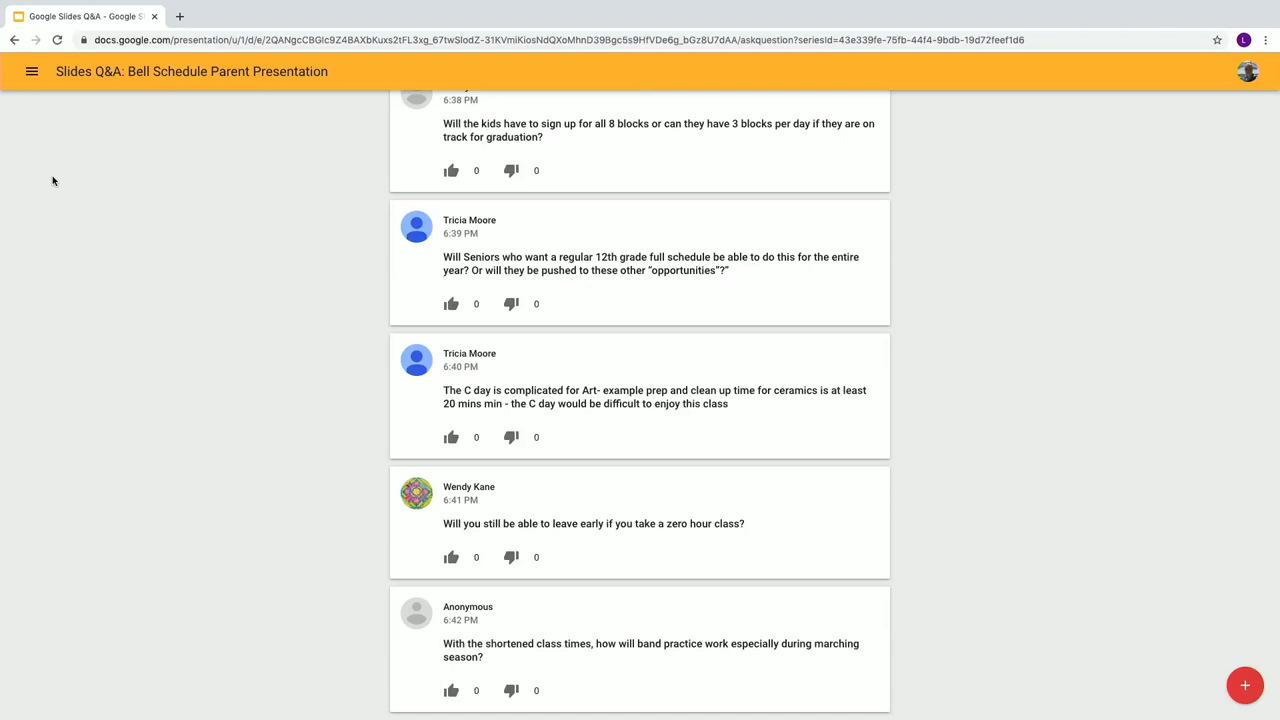 Google Slides Q&A - Google Sl
docs.google.com/presentation/u/1/d/e/2QANgcCBGlc9Z4BAXbKuxs2tFL3xg_67twSIodZ-31KVmiKiosNdQXoMhnD39Bgc5s9HfVDe6g_bGz8U7dAA/askquestion?seriesId=43e339fe-75fb-44f4-9bdb-19d72feef1d6
L
Slides Q&A: Bell Schedule Parent Presentation
6:38 PM
Will the kids have to sign up for all 8 blocks or can they have 3 blocks per day if they are on
track for graduation?
0 0
Tricia Moore
6:39 PM
Will Seniors who want a regular 12th grade full schedule be able to do this for the entire
year? Or will they be pushed to these other “opportunities”?”
0 0
Tricia Moore
6:40 PM
The C day is complicated for Art- example prep and clean up time for ceramics is at least
20 mins min - the C day would be difficult to enjoy this class
0 0
Wendy Kane
6:41 PM
Will you still be able to leave early if you take a zero hour class?
0 0
Anonymous
6:42 PM
With the shortened class times, how will band practice work especially during marching
season?
0 0